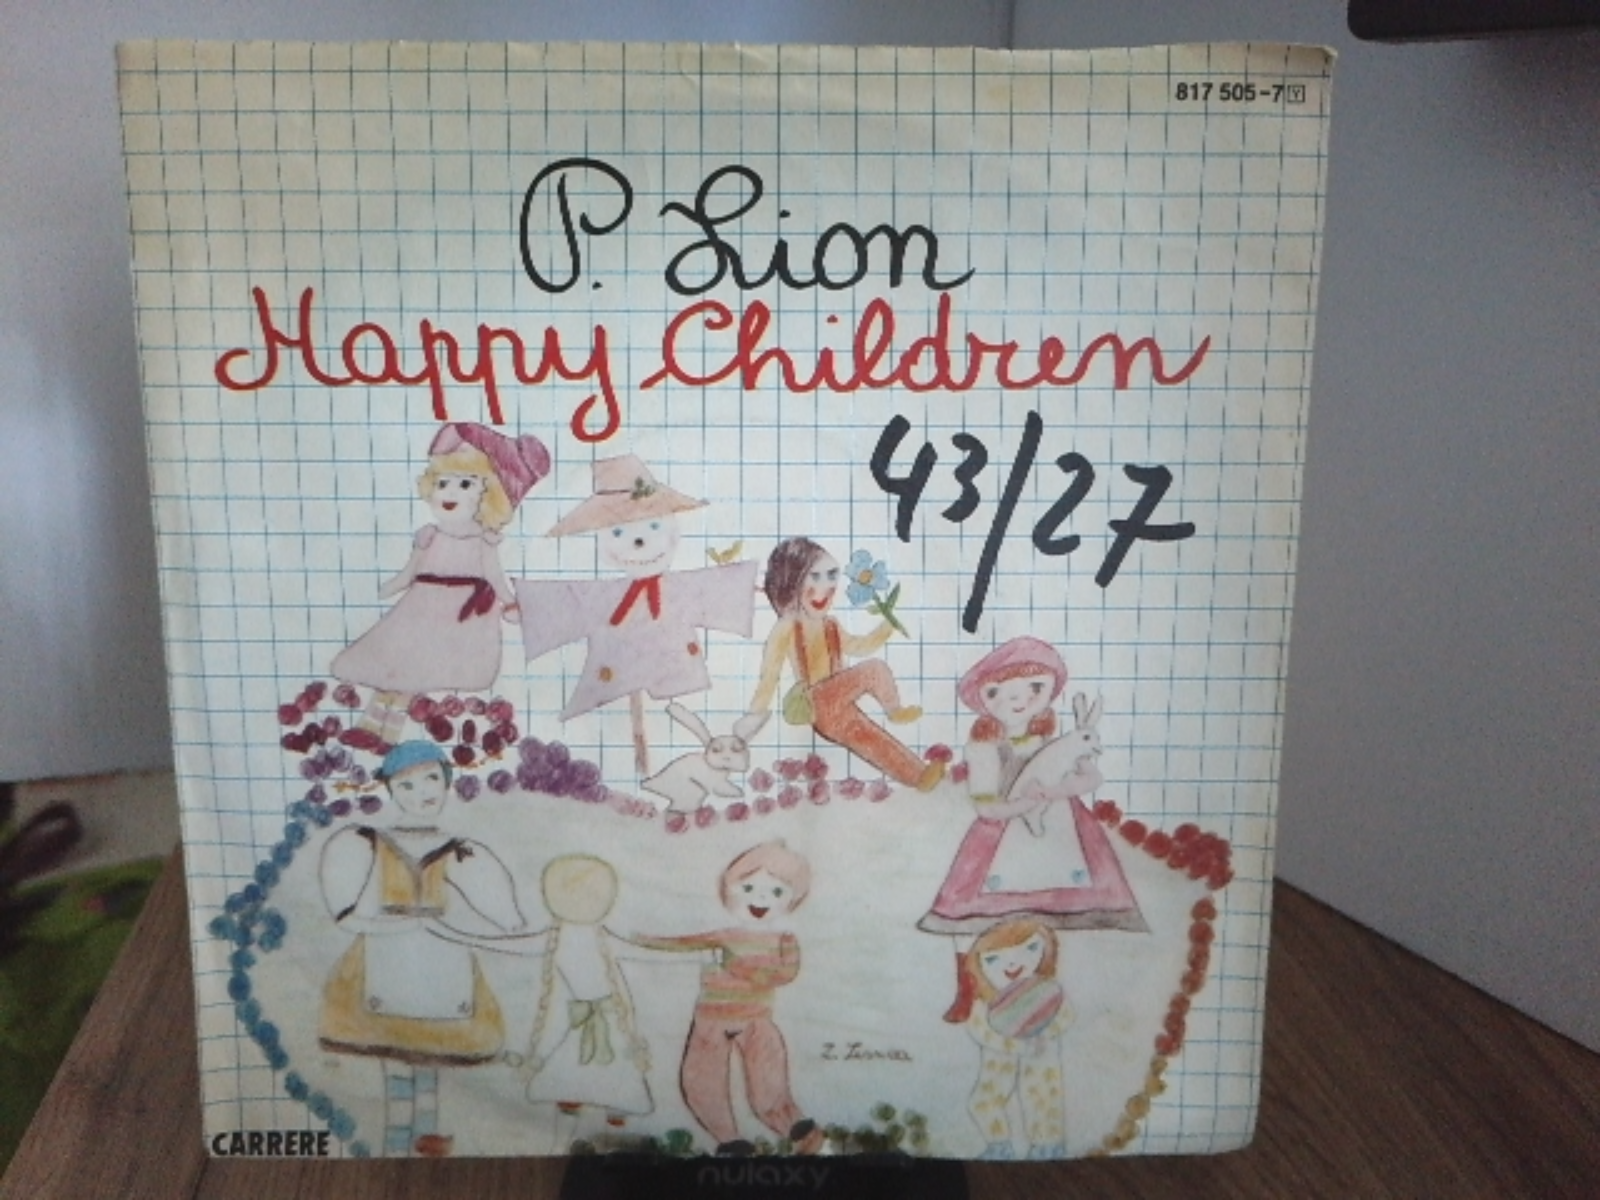 817 505-7 Y
P. Lion
Happy Children
43/27
CARRERE
nulaxy